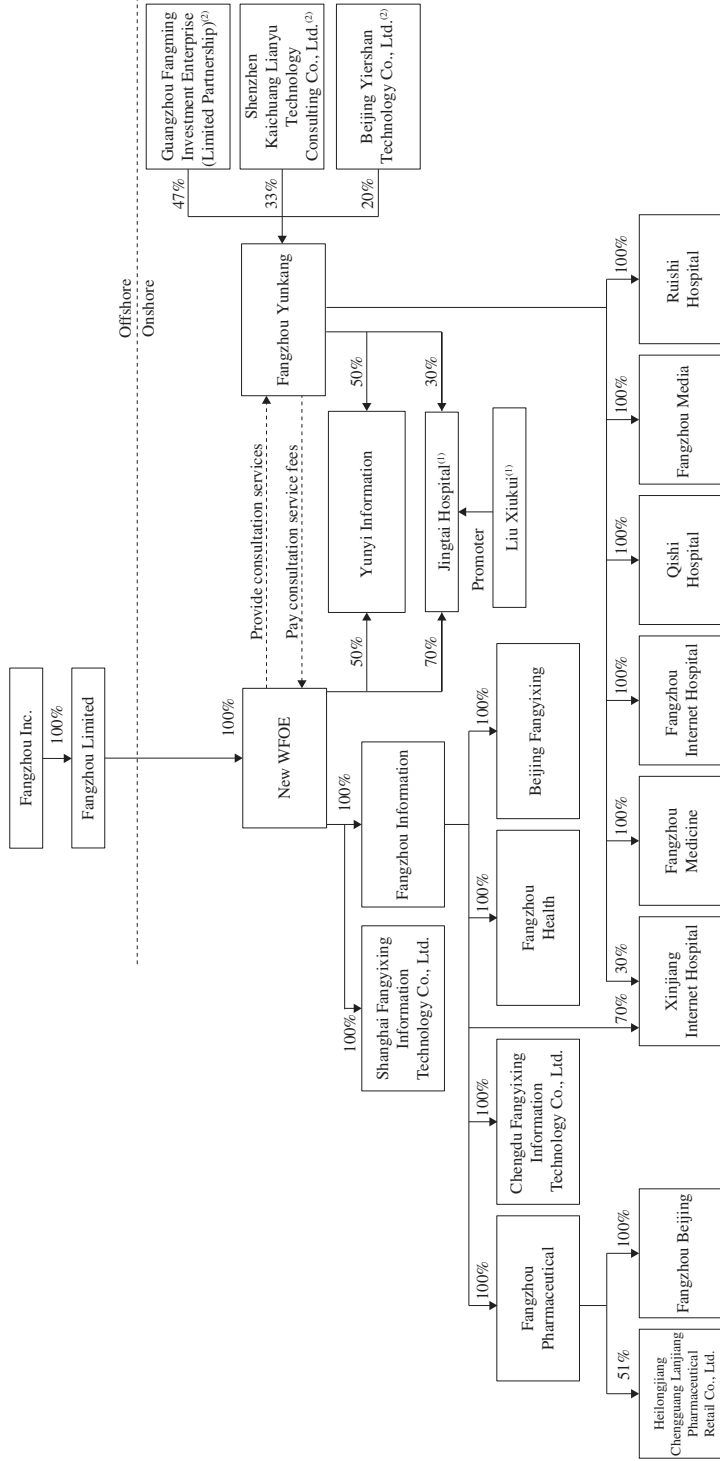 Fangzhou Inc.
100%
Fangzhou Limited
Offshore
Onshore
100%
New WFOE
Provide consultation services
Pay consultation service fees
Fangzhou Yunkang
47%
33%
20%
Guangzhou Fangming
Investment Enterprise
(Limited Partnership)(2)
Shenzhen
Kaichuang Lianyu
Technology
Consulting Co., Ltd.(2)
Beijing Yiershan
Technology Co., Ltd.(2)
100%
100%
Shanghai Fangyixing
Information
Technology Co., Ltd.
Fangzhou Information
50%
Yunyi Information
50%
70%
Jingtai Hospital(1)
30%
Promoter
Liu Xiukui(1)
100%
100%
100%
100%
Fangzhou
Pharmaceutical
Chengdu Fangyixing
Information
Technology Co., Ltd.
Fangzhou
Health
Beijing Fangyixing
51%
100%
70%
30%
100%
100%
100%
100%
100%
Heilongjiang
Chengguang Lanjiang
Pharmaceutical
Retail Co., Ltd.
Fangzhou Beijing
Xinjiang
Internet Hospital
Fangzhou
Medicine
Fangzhou
Internet Hospital
Qishi
Hospital
Fangzhou Media
Ruishi
Hospital